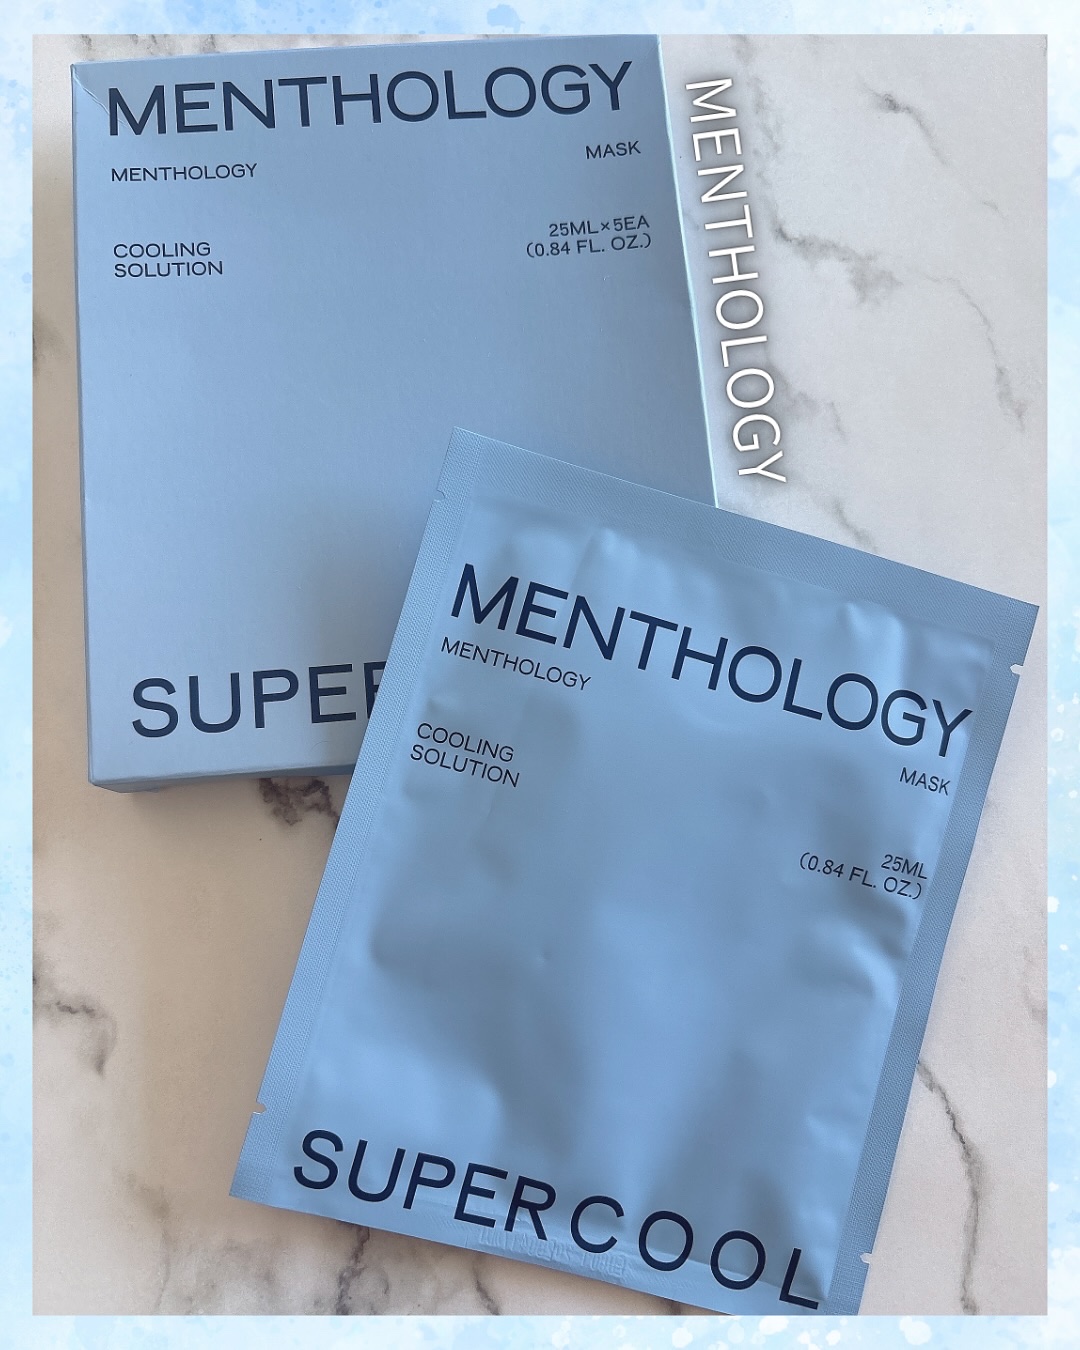 MENTHOLOGY
MENTHOLOGY
MASK
COOLING
SOLUTION
25ML×5EA
(0.84 FL. OZ.)
SUPER
MENTHOLOGY
MENTHOLOGY
MENTHOLOGY
COOLING
SOLUTION
MASK
25ML
(0.84 FL. OZ.)
SUPERCOOL